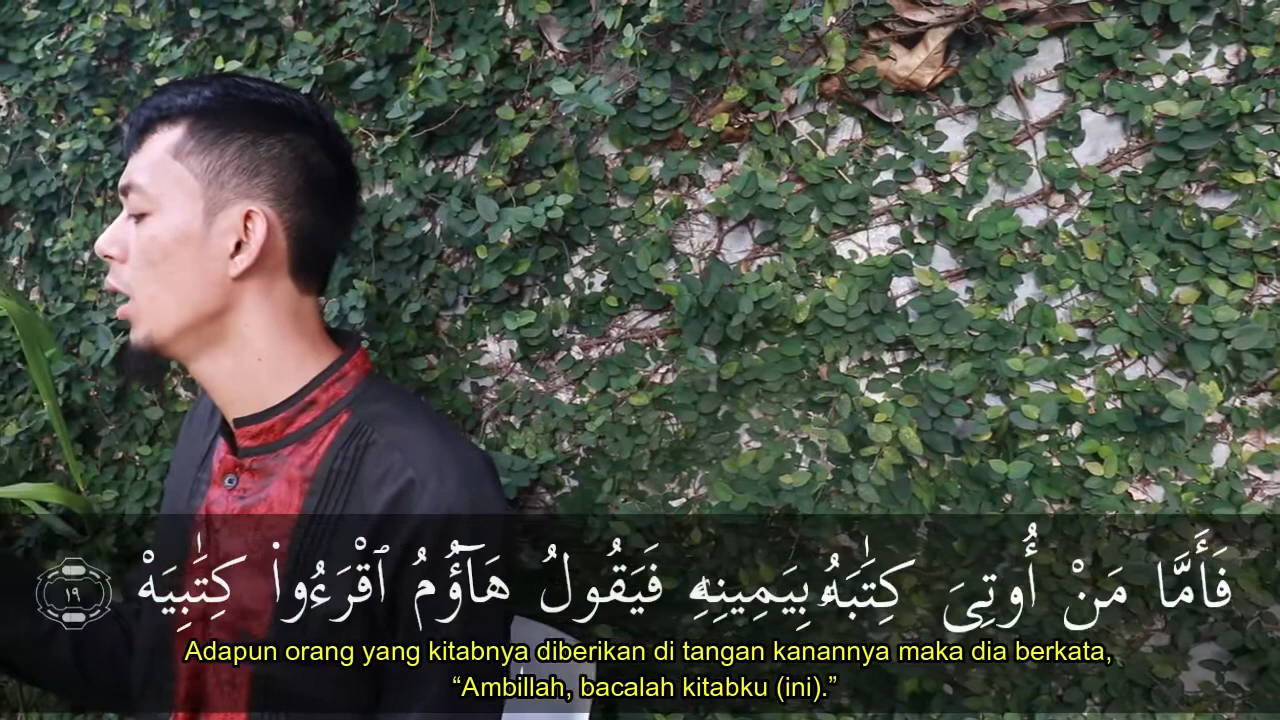 فَأَمَّا مَنْ أُوتِىَ كِتَٰبَهُۥ بِيَمِينِهِۦ فَيَقُولُ هَآؤُمُ ٱقْرَءُوا۟ كِتَٰبِيَهْ ١٩
Adapun orang yang kitabnya diberikan di tangan kanannya maka dia berkata,
“Ambillah, bacalah kitabku (ini).”